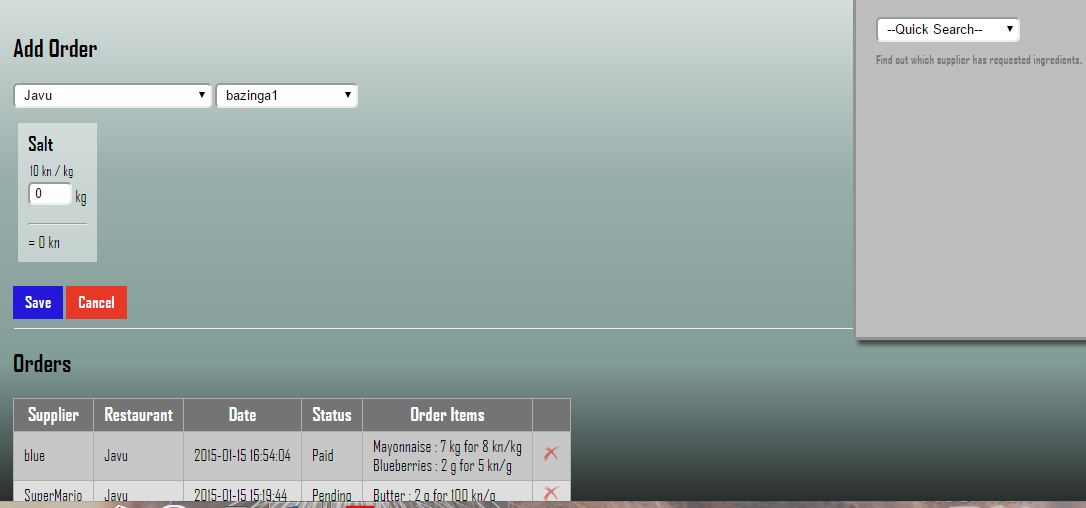 --Quick Search--
Find out which supplier has requested ingredients.
Add Order
Javu bazinga1
Salt
10 kn / kg
0 kg
= 0 kn
Save Cancel
Orders
Supplier Restaurant Date Status Order Items
blue Javu 2015-01-15 16:54:04 Paid Mayonnaise : 7 kg for 8 kn/kg
Blueberries : 2 g for 5 kn/g
SuperMario Javu 2015-01-15 15:19:44 Pending Butter : 2 g for 100 kn/g